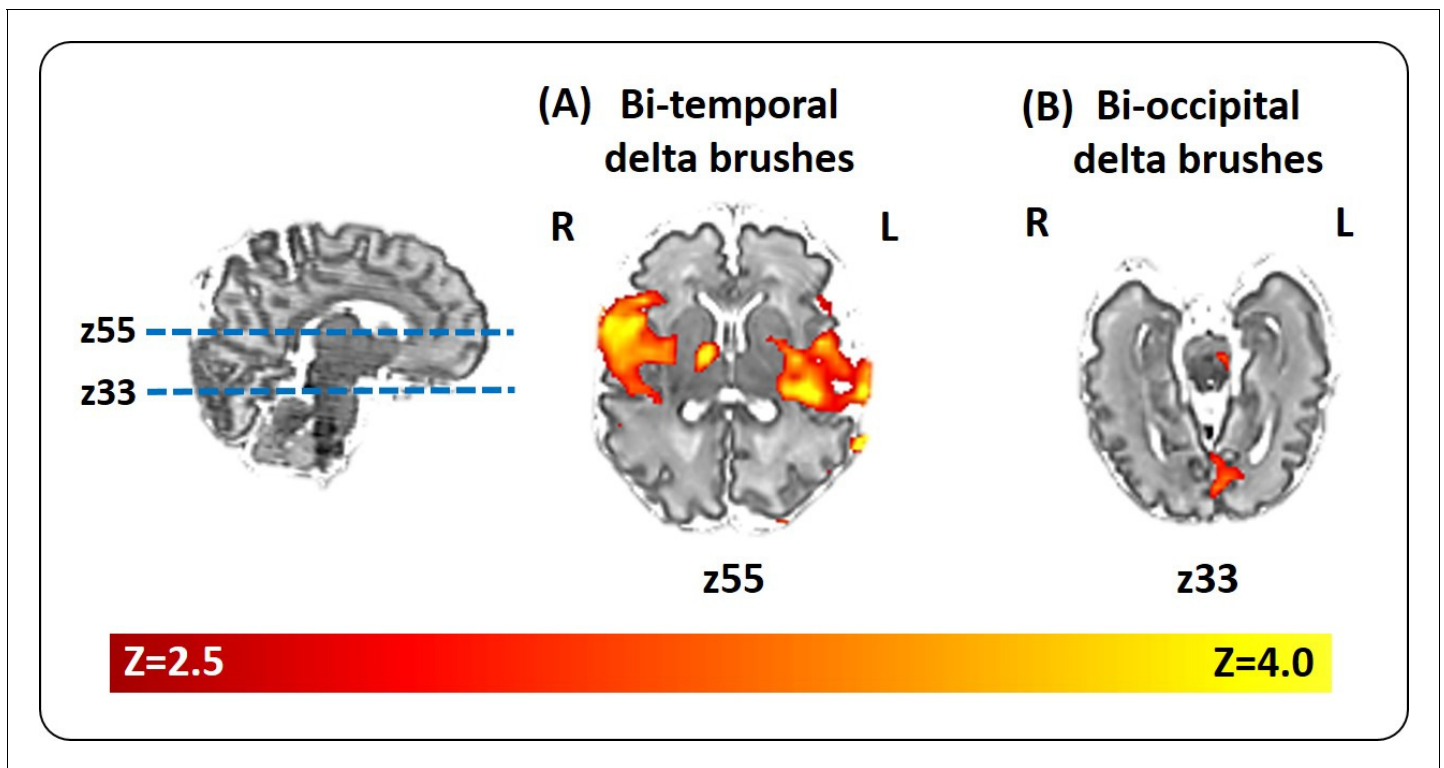 (A) Bi-temporal
delta brushes
(B) Bi-occipital
delta brushes
R
L
R
L
z55
z33
z55
z33
Z=2.5
Z=4.0